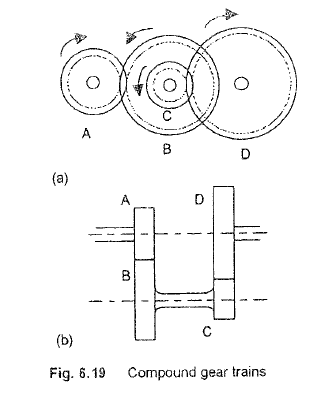 A
C
B
D
(a)
A
D
B
C
(b)
Fig. 6.19 Compound gear trains